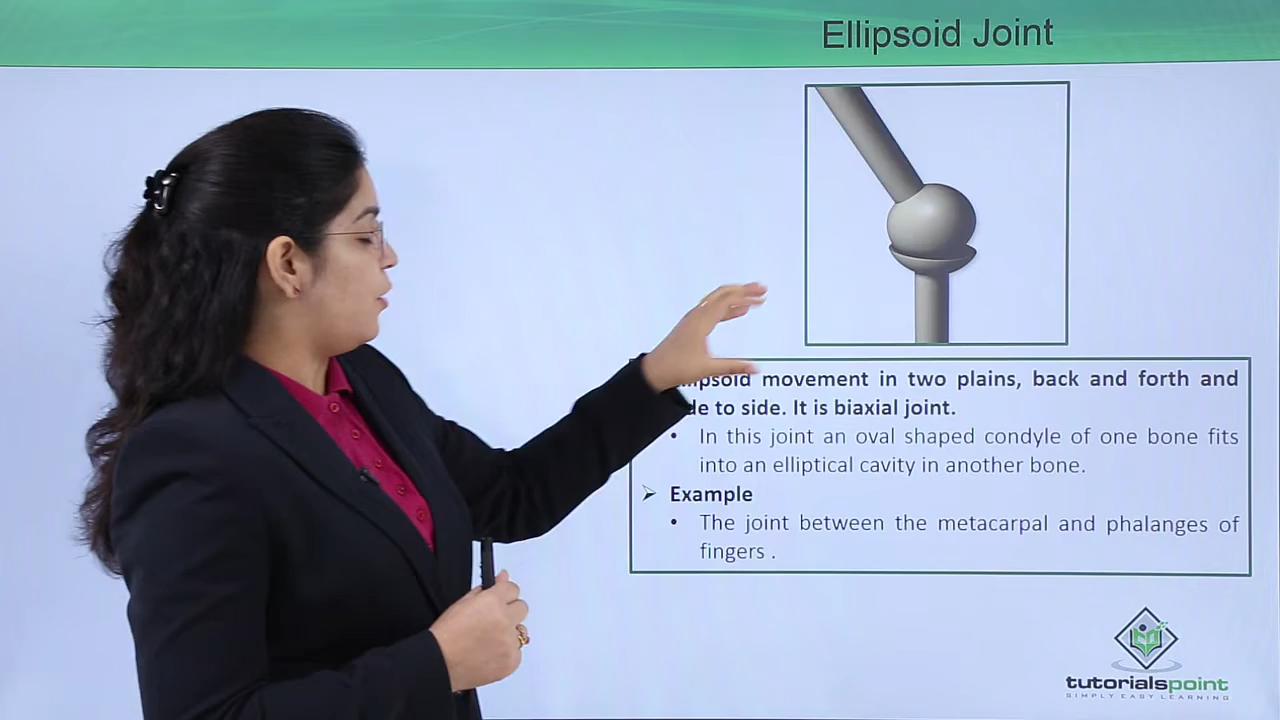 Ellipsoid Joint
movement in two plains, back and forth and
to side. It is biaxial joint.
• In this joint an oval shaped condyle of one bone fits
into an elliptical cavity in another bone.
➢ Example
• The joint between the metacarpal and phalanges of
fingers .
tutorialspoint
SIMPLY EASY LEARNING